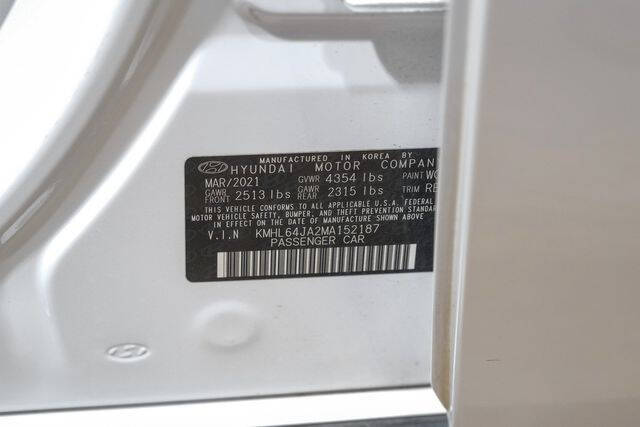 MANUFACTURED IN KOREA BY
HYUNDAI MOTOR COMPANY
MAR/2021 GVWR 4354 lbs PAINT
GAWR FRONT 2513 lbs GAWR REAR 2315 lbs TRIM
THIS VEHICLE CONFORMS TO ALL APPLICABLE U.S.A. FEDERAL
MOTOR VEHICLE SAFETY, BUMPER, AND THEFT PREVENTION
STANDARDS IN EFFECT ON THE DATE OF MANUFACTURE SHOWN ABOVE
V.I.N KMHL64JA2MA152187
PASSENGER CAR